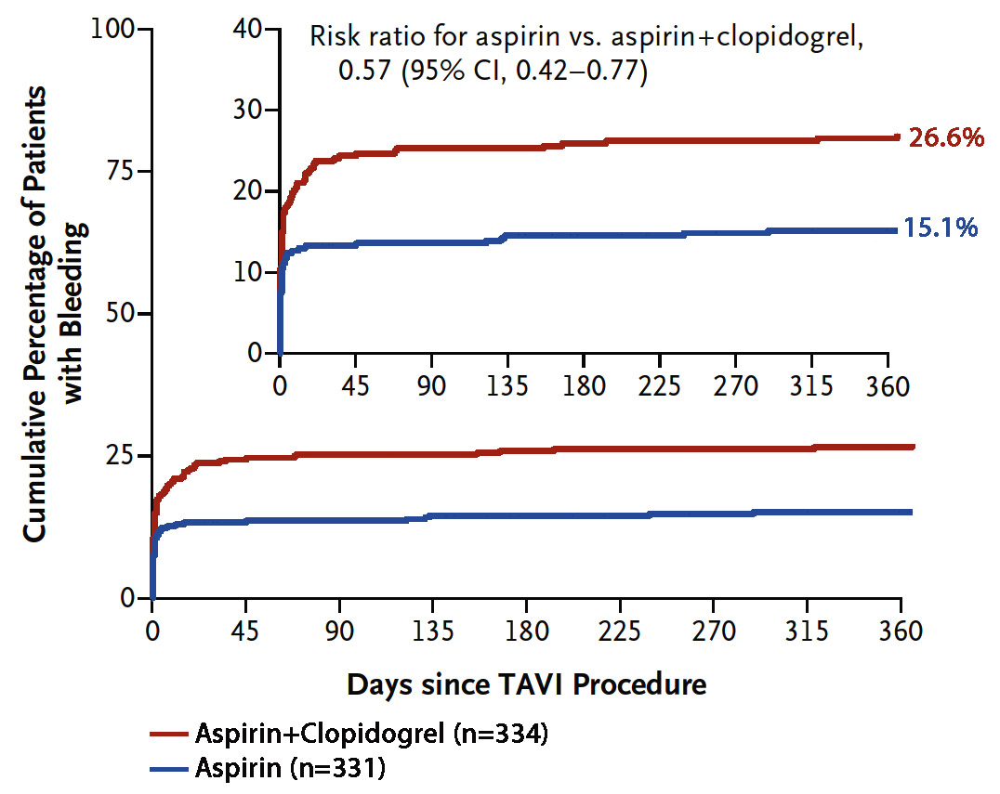 Cumulative Percentage of Patients
with Bleeding
100
75
50
25
0
40
30
20
10
0
Risk ratio for aspirin vs. aspirin+clopidogrel,
0.57 (95% CI, 0.42–0.77)
26.6%
15.1%
0 45 90 135 180 225 270 315 360
0 45 90 135 180 225 270 315 360
Days since TAVI Procedure
Aspirin+Clopidogrel (n=334)
Aspirin (n=331)